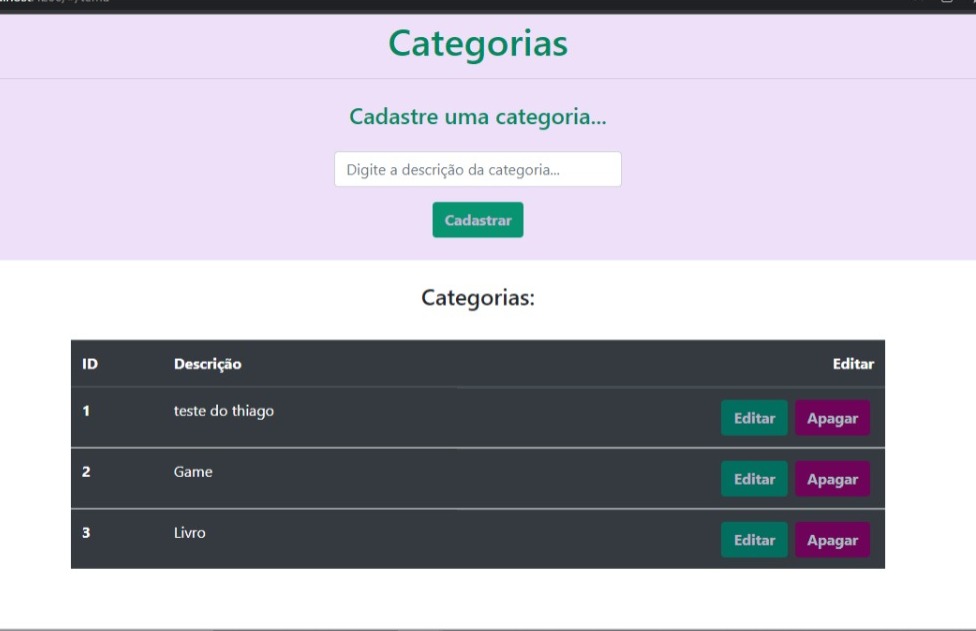 Categorias
Cadastre uma categoria...
Digite a descrição da categoria...
Cadastrar
Categorias:
ID Descrição Editar
1 teste do thiago Editar Apagar
2 Game Editar Apagar
3 Livro Editar Apagar